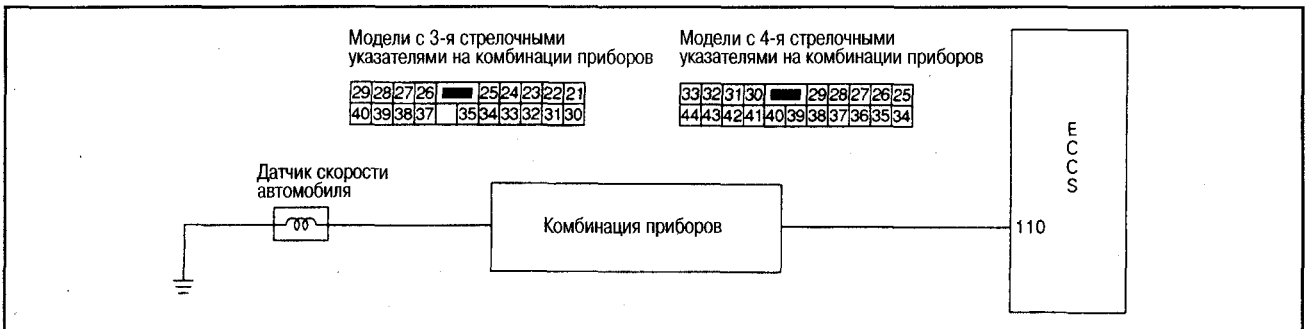 Модели с 3-я стрелочными
указателями на комбинации приборов
29 28 27 26 25 24 23 22 21
40 39 38 37 35 34 33 32 31 30
Модели с 4-я стрелочными
указателями на комбинации приборов
33 32 31 30 29 28 27 26 25
44 43 42 41 40 39 38 37 36 35 34
Датчик скорости
автомобиля
Комбинация приборов
110
E
C
C
S